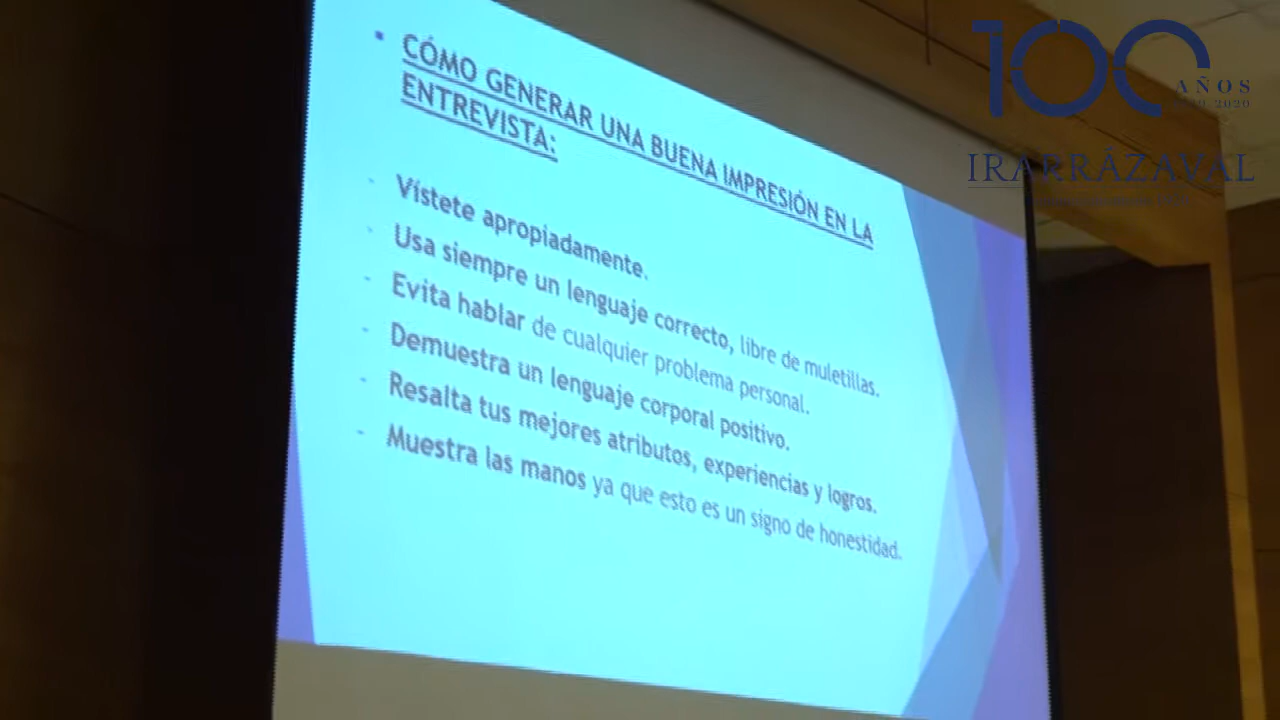 CÓMO GENERAR UNA BUENA IMPRESIÓN EN LA
ENTREVISTA:
- Vístete apropiadamente.
- Usa siempre un lenguaje correcto, libre de muletillas.
- Evita hablar de cualquier problema personal.
- Demuestra un lenguaje corporal positivo.
- Resalta tus mejores atributos, experiencias y logros.
- Muestra las manos ya que esto es un signo de honestidad.
100
AÑOS
2020
IRARRÁZAVAL